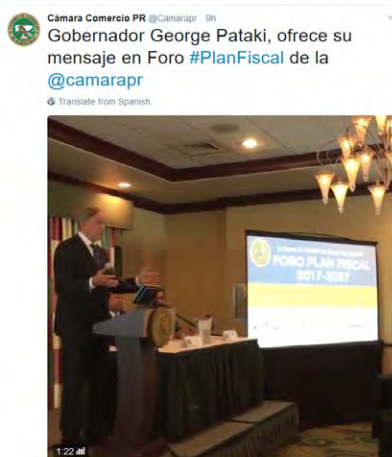 Cámara Comercio PR @Camarapr · 9h
Gobernador George Pataki, ofrece su
mensaje en Foro #PlanFiscal de la
@camarapr
Translate from Spanish
FORO PLAN FISCAL
2017-2027
1:22